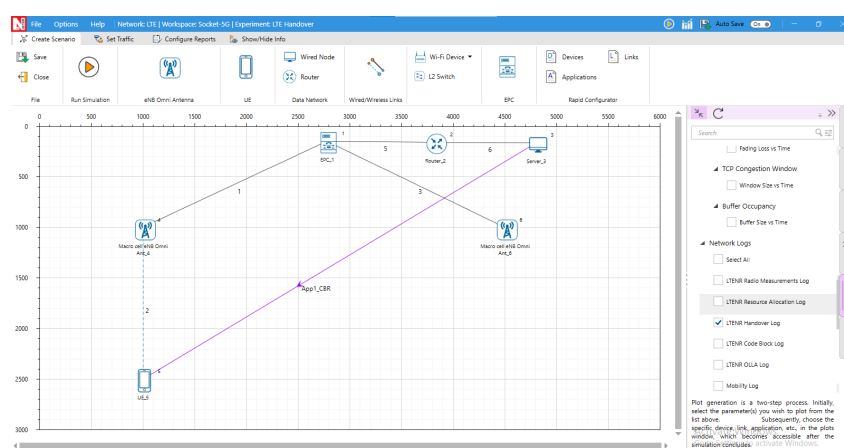 File Options Help Network: LTE | Workspace: Socket-5G | Experiment: LTE Handover Auto Save On
Create Scenario Set Traffic Configure Reports Show/Hide Info
Save
Close
Wired Node
Router
Wi-Fi Device
L2 Switch
Devices Links
Applications
File Run Simulation eNB Omni Antenna UE Data Network Wired/Wireless Links EPC Rapid Configurator
0 500 1000 1500 2000 2500 3000 3500 4000 4500 5000 6000
0
500
1000
1500
2000
2500
3000
1
EPC_1
5
2
Router_2
6
3
Server_3
1
3
4
Macro cell eNB Omni
Ant_4
6
Macro cell eNB Omni
Ant_6
App1_CBR
2
UE_5
Search
Fading Loss vs Time
TCP Congestion Window
Window Size vs Time
Buffer Occupancy
Buffer Size vs Time
Network Logs
Select All
LTENR Radio Measurements Log
LTENR Resource Allocation Log
LTENR Handover Log
LTENR Code Block Log
LTENR OLLA Log
Mobility Log
Plot generation is a two-step process. Initially,
select the parameter(s) you wish to plot from the
list above. Subsequently, choose the
specific device, link, application, etc., in the plots
window, which becomes accessible after the
simulation concludes.
activate Windows